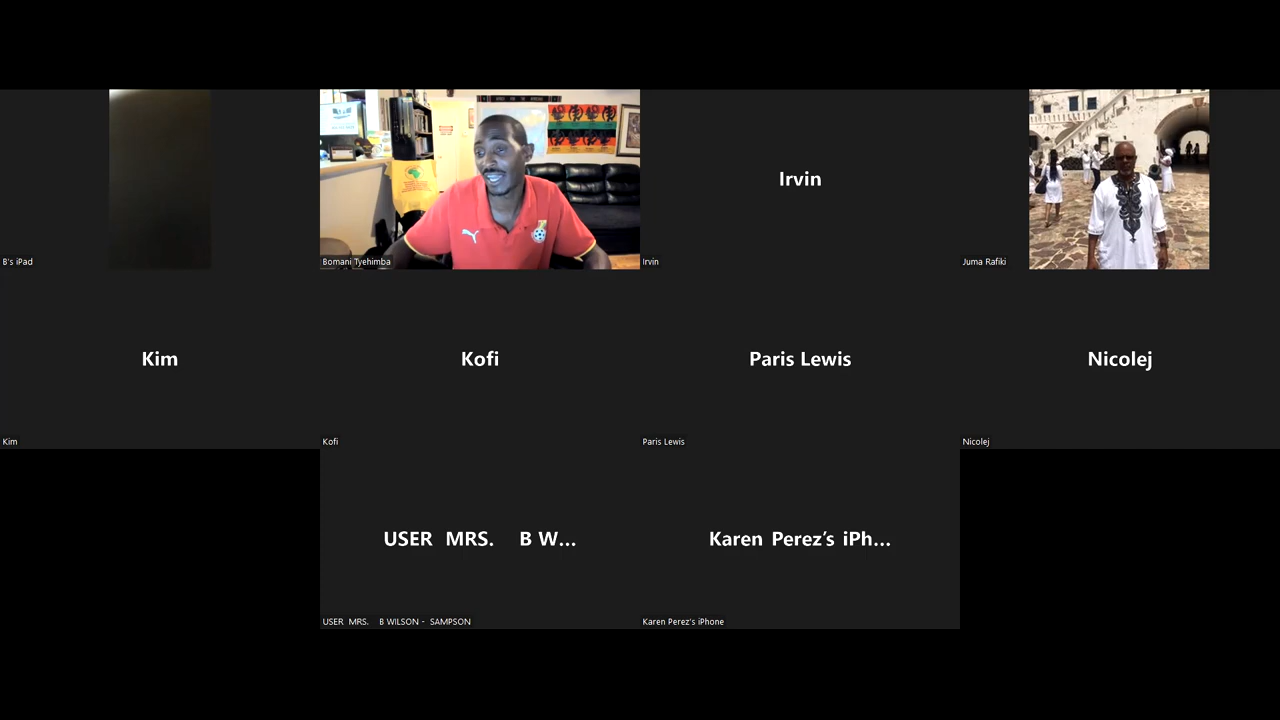 B's iPad
Bomani Tyehimba
Irvin
Irvin
Juma Rafiki
Kim
Kim
Kofi
Kofi
Paris Lewis
Paris Lewis
Nicolej
Nicolej
USER MRS. B W...
USER MRS. B WILSON - SAMPSON
Karen Perez's iPh...
Karen Perez's iPhone